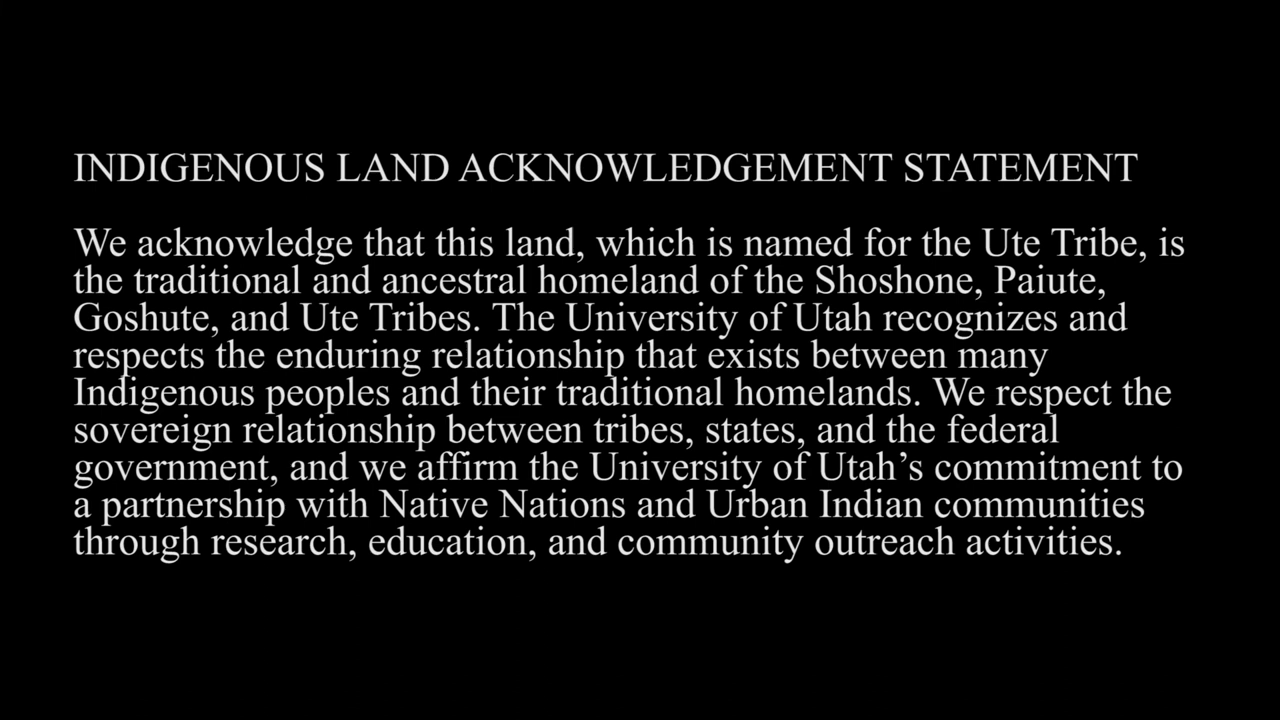 INDIGENOUS LAND ACKNOWLEDGEMENT STATEMENT
We acknowledge that this land, which is named for the Ute Tribe, is
the traditional and ancestral homeland of the Shoshone, Paiute,
Goshute, and Ute Tribes. The University of Utah recognizes and
respects the enduring relationship that exists between many
Indigenous peoples and their traditional homelands. We respect the
sovereign relationship between tribes, states, and the federal
government, and we affirm the University of Utah’s commitment to
a partnership with Native Nations and Urban Indian communities
through research, education, and community outreach activities.